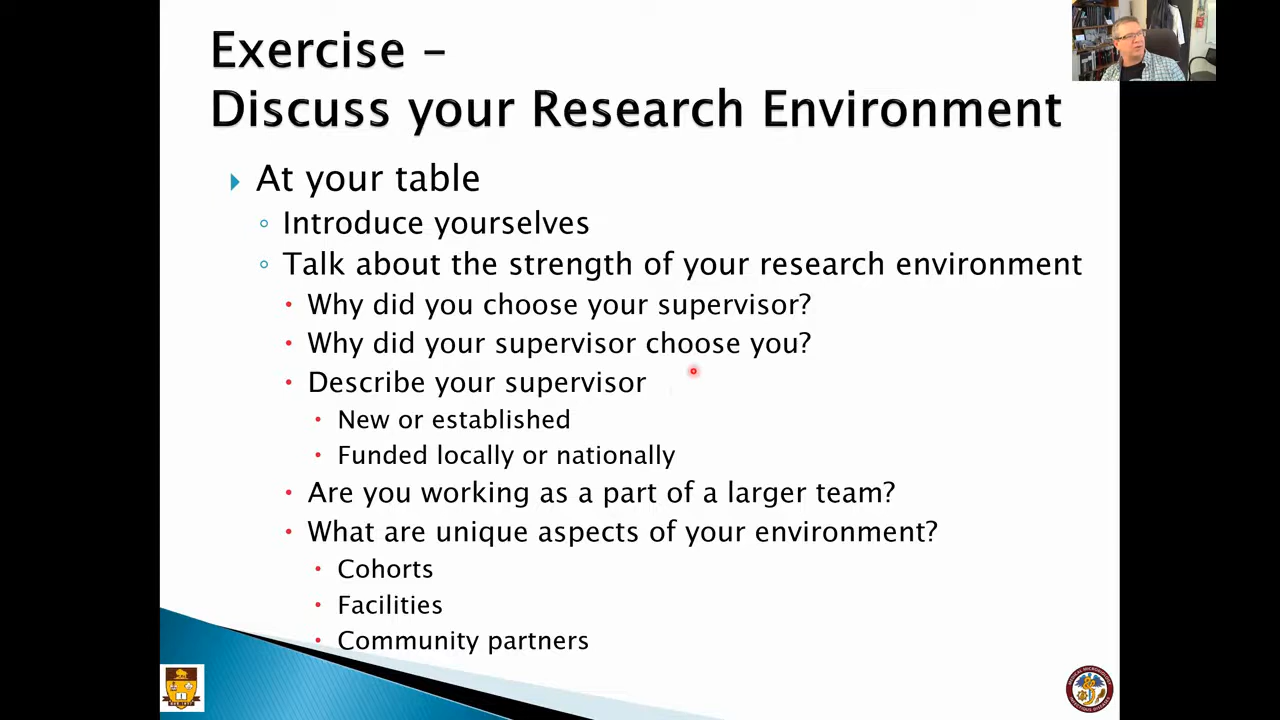 Exercise –
Discuss your Research Environment
At your table
Introduce yourselves
Talk about the strength of your research environment
Why did you choose your supervisor?
Why did your supervisor choose you?
Describe your supervisor
New or established
Funded locally or nationally
Are you working as a part of a larger team?
What are unique aspects of your environment?
Cohorts
Facilities
Community partners